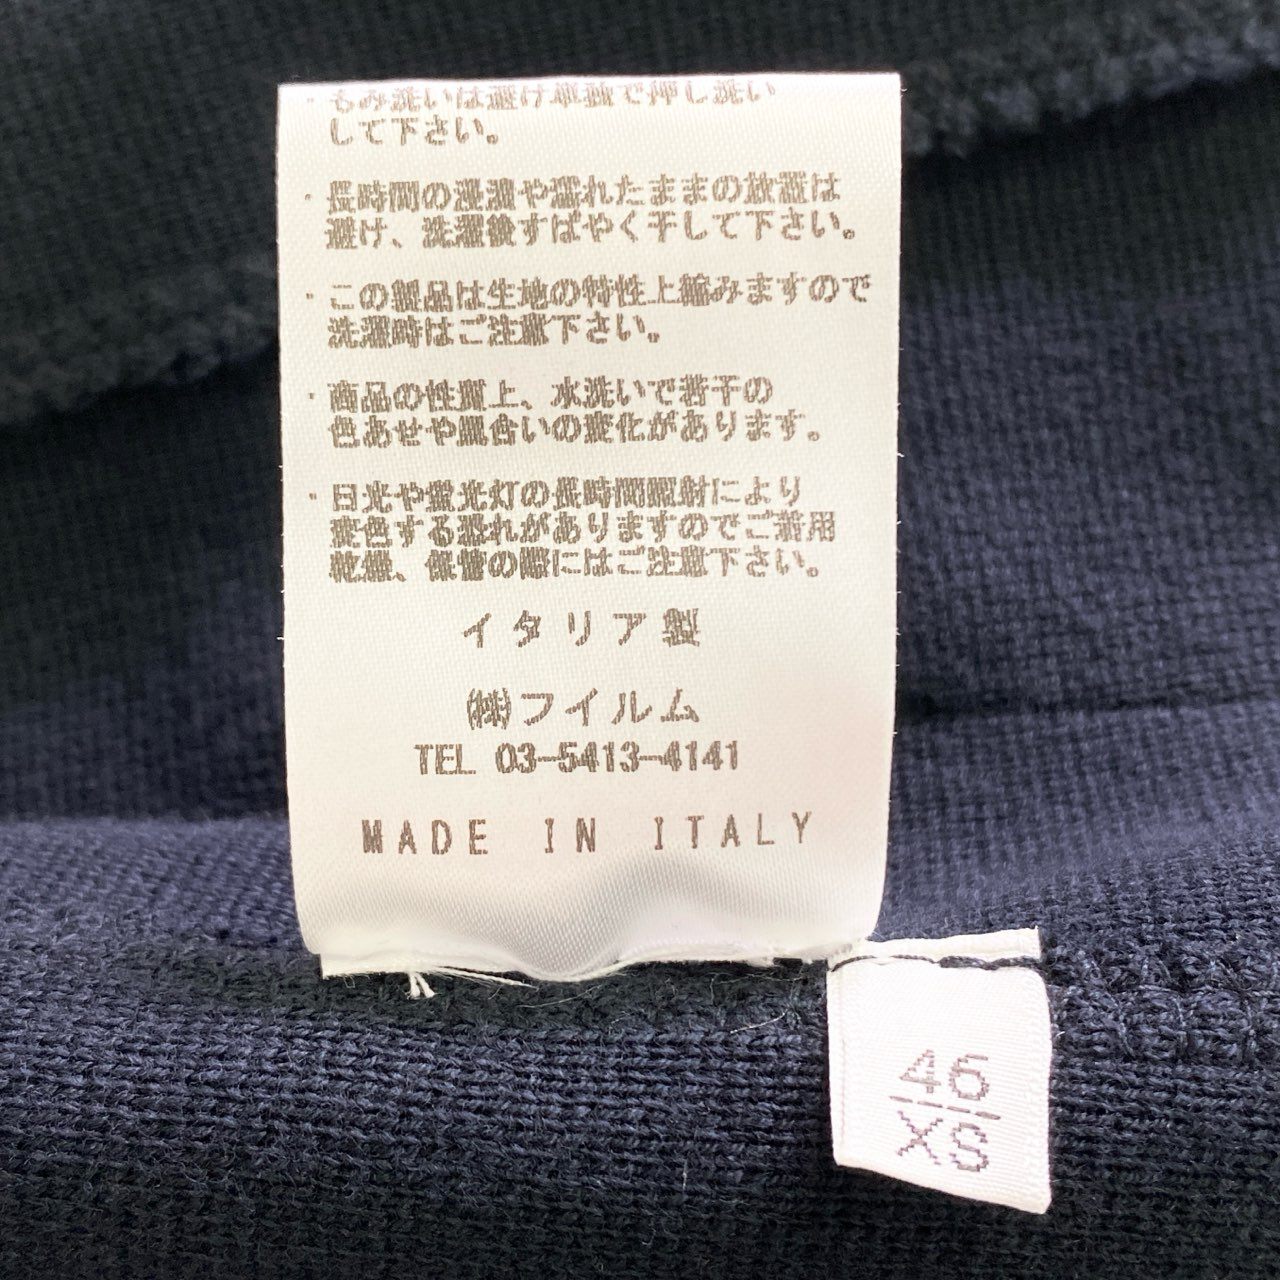 ・もみ洗いは避け単独で押し洗い
して下さい。
・長時間の浸漬や濡れたままの放置は
避け、洗濯後すばやく干して下さい。
・この製品は生地の特性上縮みますので
洗濯時はご注意下さい。
・商品の性質上、水洗いで若干の
色あせや風合いの変化があります。
・日光や蛍光灯の長時間照射により
変色する恐れがありますのでご着用
乾燥、保管の際にはご注意下さい。
イタリア製
㈱フイルム
TEL 03-5413-4141
MADE IN ITALY
46
XS